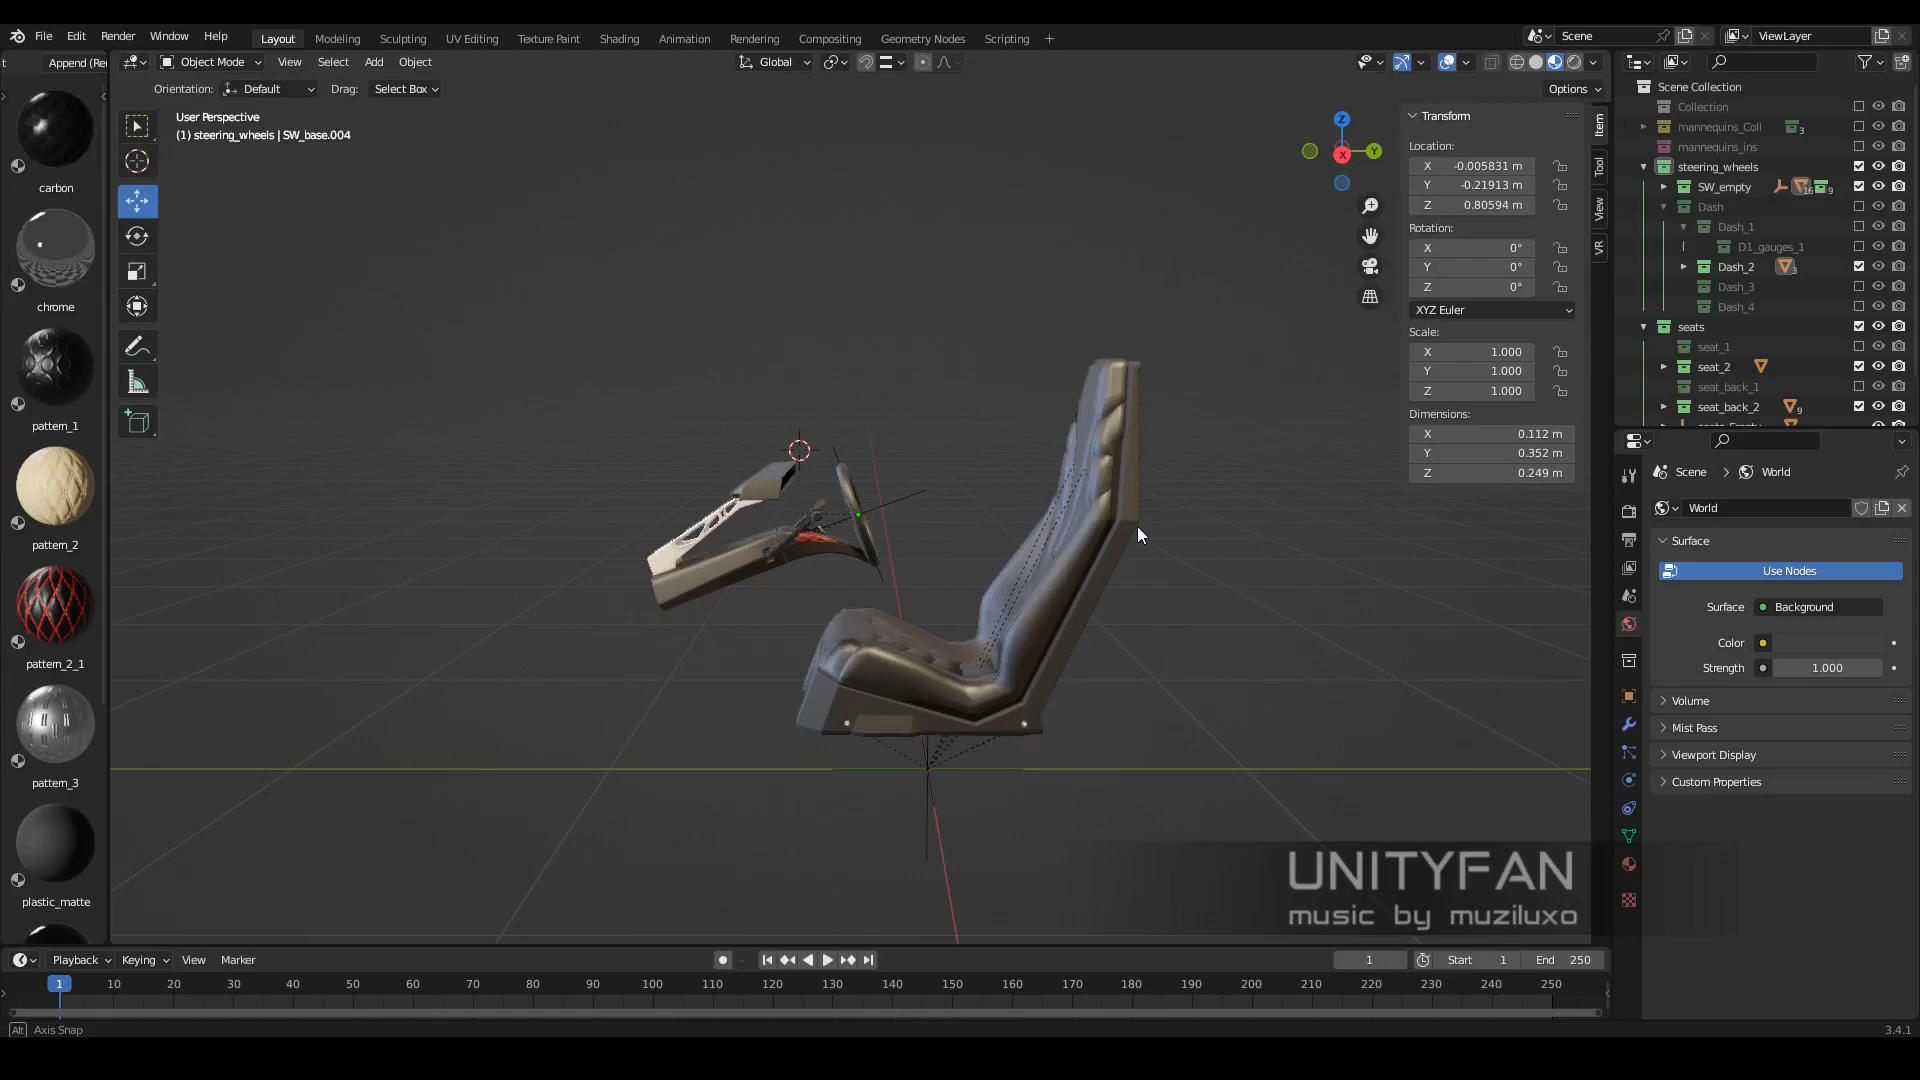 File Edit Render Window Help Layout Modeling Sculpting UV Editing Texture Paint Shading Animation Rendering Compositing Geometry Nodes Scripting + Scene ViewLayer
t Append (Re Object Mode View Select Add Object Global
Orientation: Default Drag: Select Box Options
User Perspective
(1) steering_wheels | SW_base.004
carbon
chrome
pattern_1
pattern_2
pattern_2_1
pattern_3
plastic_matte
Z
Y
X
Transform
Location:
X -0.005831 m
Y -0.21913 m
Z 0.80594 m
Rotation:
X 0°
Y 0°
Z 0°
XYZ Euler
Scale:
X 1.000
Y 1.000
Z 1.000
Dimensions:
X 0.112 m
Y 0.352 m
Z 0.249 m
Item
Tool
View
VR
Scene Collection
Collection
mannequins_Coll 3
mannequins_ins
steering_wheels
SW_empty 16 9
Dash
Dash_1
D1_gauges_1
Dash_2 3
Dash_3
Dash_4
seats
seat_1
seat_2
seat_back_1
seat_back_2 9
Scene > World
World
Surface
Use Nodes
Surface Background
Color
Strength 1.000
Volume
Mist Pass
Viewport Display
Custom Properties
UNITYFAN
music by muziluxo
Playback Keying View Marker 1 Start 1 End 250
1 10 20 30 40 50 60 70 80 90 100 110 120 130 140 150 160 170 180 190 200 210 220 230 240 250
Alt Axis Snap 3.4.1